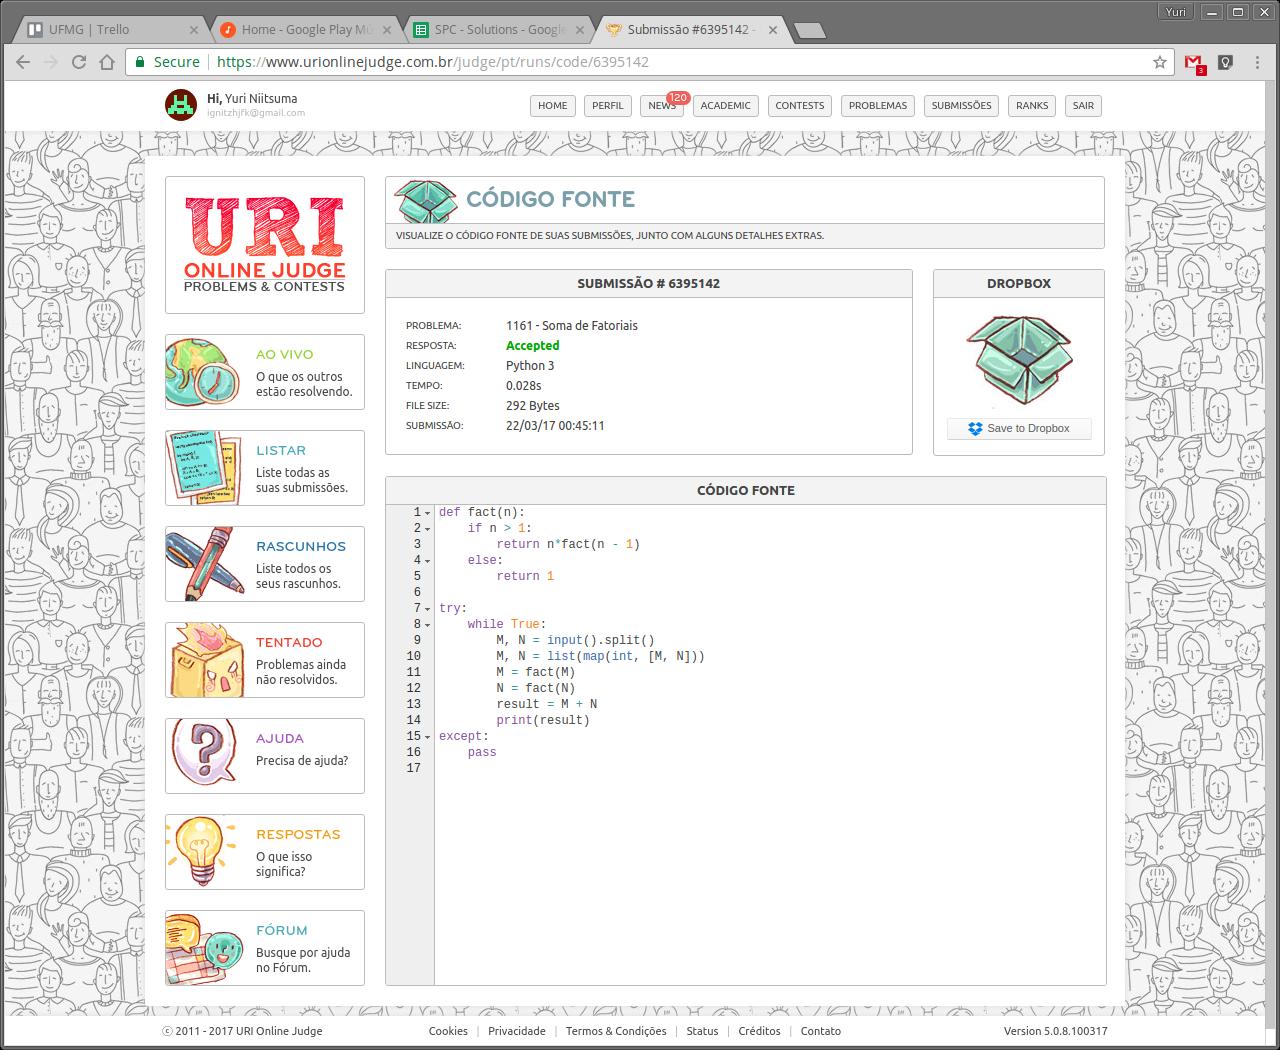 Yuri
UFMG | Trello
Home - Google Play Mú
SPC - Solutions - Google
Submissão #6395142 -
Secure
https://www.urionlinejudge.com.br/judge/pt/runs/code/6395142
3
Hi, Yuri Niitsuma
ignitzhjfk@gmail.com
HOME
PERFIL
NEWS
120
ACADEMIC
CONTESTS
PROBLEMAS
SUBMISSÕES
RANKS
SAIR
URI
ONLINE JUDGE
PROBLEMS & CONTESTS
CÓDIGO FONTE
VISUALIZE O CÓDIGO FONTE DE SUAS SUBMISSÕES, JUNTO COM ALGUNS DETALHES EXTRAS.
SUBMISSÃO # 6395142
PROBLEMA: 1161 - Soma de Fatoriais
RESPOSTA: Accepted
LINGUAGEM: Python 3
TEMPO: 0.028s
FILE SIZE: 292 Bytes
SUBMISSÃO: 22/03/17 00:45:11
DROPBOX
Save to Dropbox
AO VIVO
O que os outros
estão resolvendo.
LISTAR
Liste todas as
suas submissões.
RASCUNHOS
Liste todos os
seus rascunhos.
TENTADO
Problemas ainda
não resolvidos.
AJUDA
Precisa de ajuda?
RESPOSTAS
O que isso
significa?
FÓRUM
Busque por ajuda
no Fórum.
CÓDIGO FONTE
1 def fact(n):
2     if n > 1:
3         return n*fact(n - 1)
4     else:
5         return 1
6
7 try:
8     while True:
9         M, N = input().split()
10         M, N = list(map(int, [M, N]))
11         M = fact(M)
12         N = fact(N)
13         result = M + N
14         print(result)
15 except:
16     pass
17
© 2011 - 2017 URI Online Judge
Cookies | Privacidade | Termos & Condições | Status | Créditos | Contato
Version 5.0.8.100317